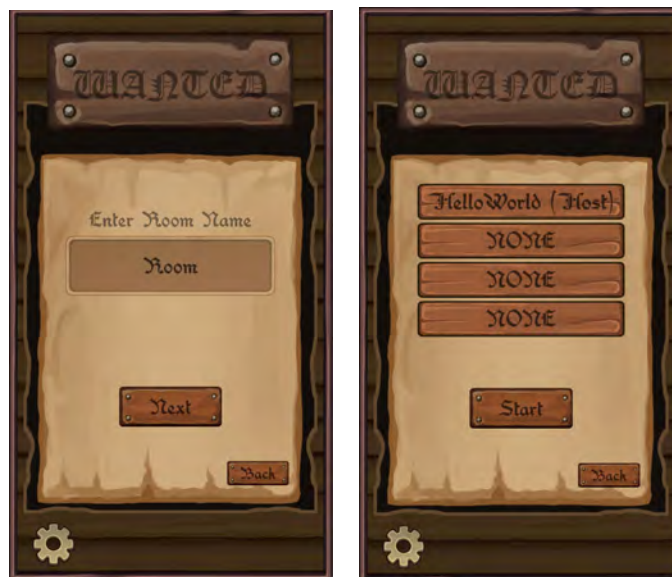 WANTED
Enter Room Name
Room
Next
Back
WANTED
HelloWorld (Host)
NONE
NONE
NONE
Start
Back